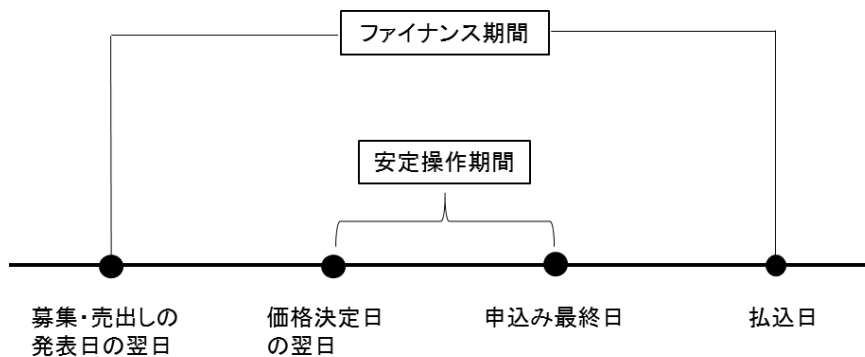 ファイナンス期間
安定操作期間
募集・売出しの
発表日の翌日
価格決定日
の翌日
申込み最終日
払込日